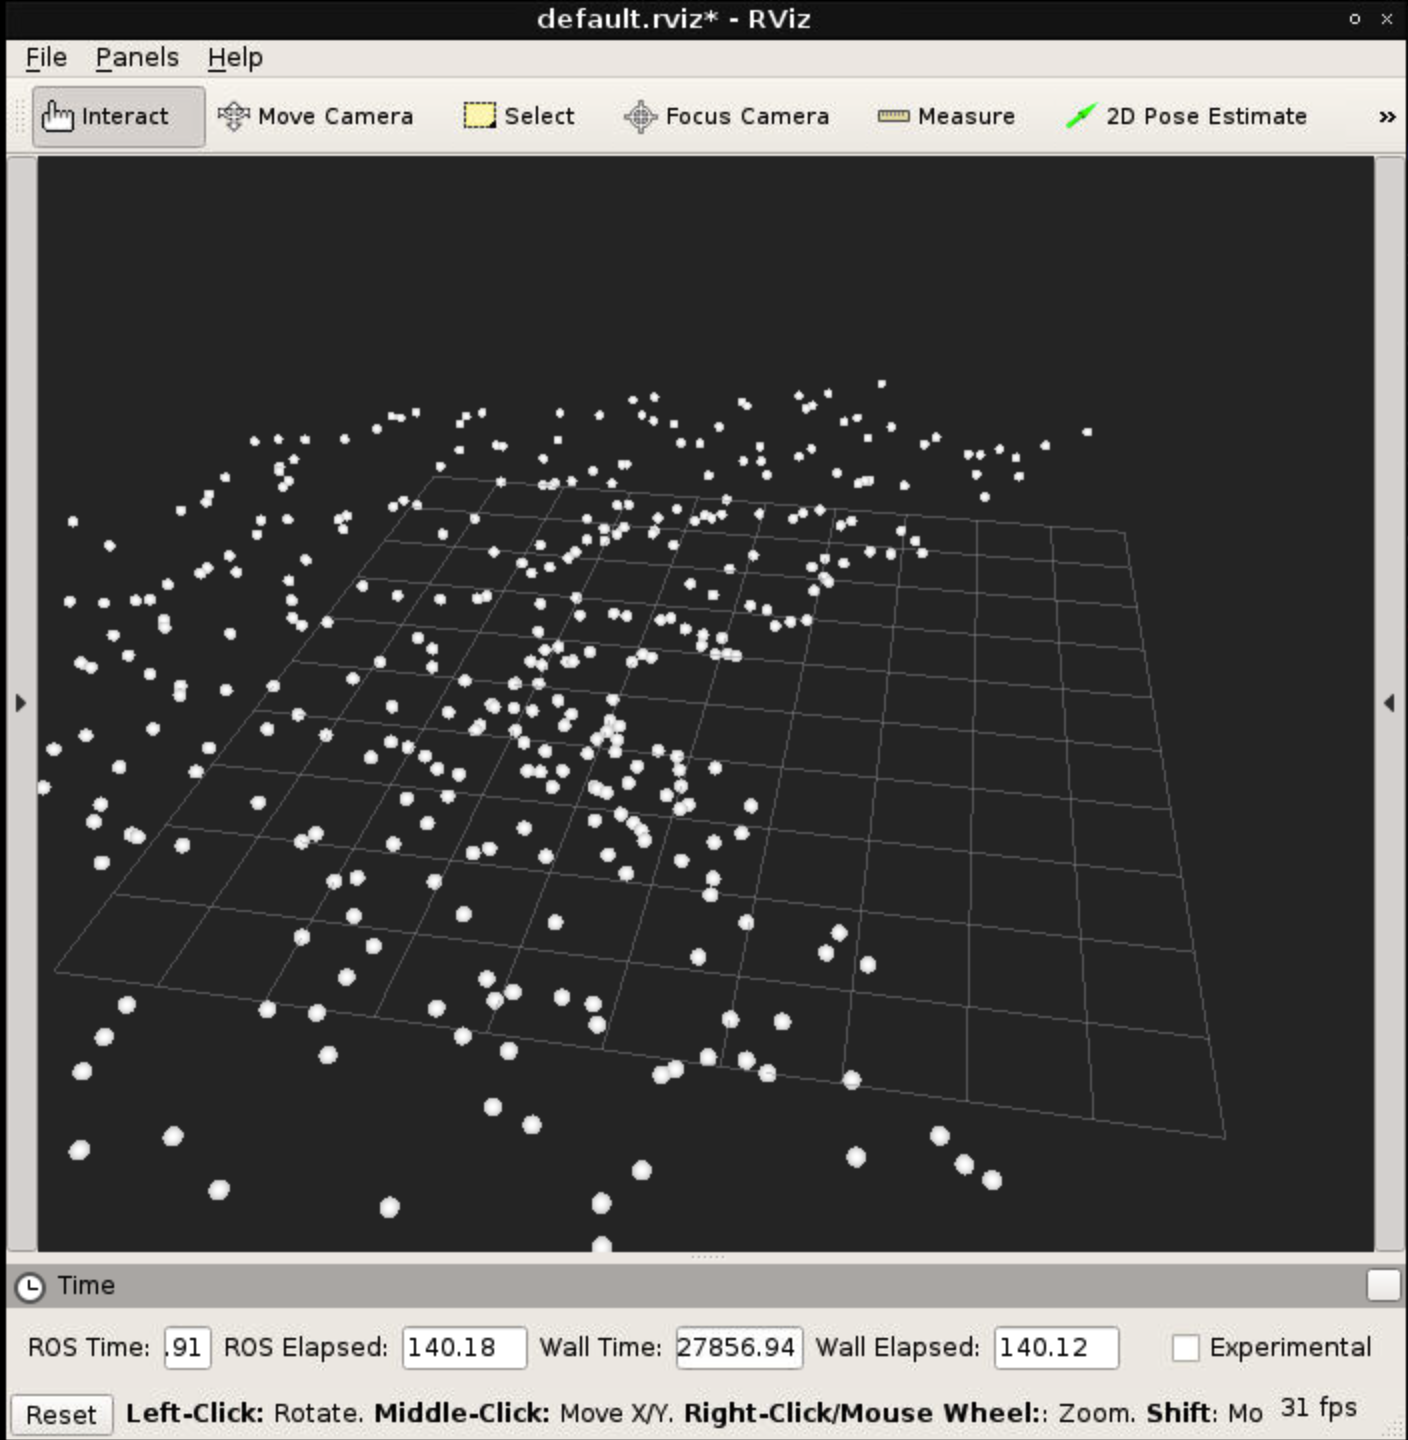 default.rviz* - RViz
File Panels Help
Interact Move Camera Select Focus Camera Measure 2D Pose Estimate »
Time
ROS Time: .91 ROS Elapsed: 140.18 Wall Time: 27856.94 Wall Elapsed: 140.12 Experimental
Reset Left-Click: Rotate. Middle-Click: Move X/Y. Right-Click/Mouse Wheel:: Zoom. Shift: Mo 31 fps